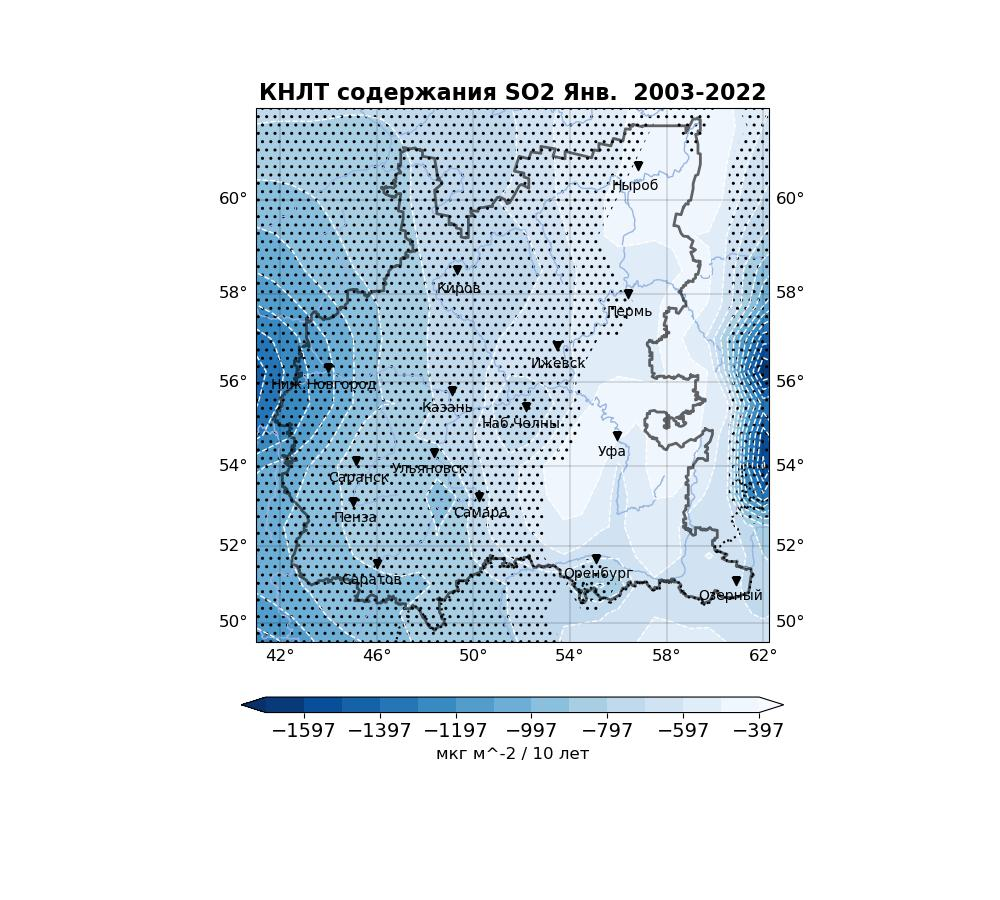 КНЛТ содержания SO2 Янв.  2003-2022
Ныроб
60° 60°
Киров
58° 58°
Пермь
Ижевск
56° 56°
Ниж.Новгород
Казань
Наб.Челны
Уфа
54° 54°
Ульяновск
Саранск
Самара
Пенза
52° 52°
Оренбург
Саратов
Озерный
50° 50°
42° 46° 50° 54° 58° 62°
−1597 −1397 −1197 −997 −797 −597 −397
мкг м^-2 / 10 лет